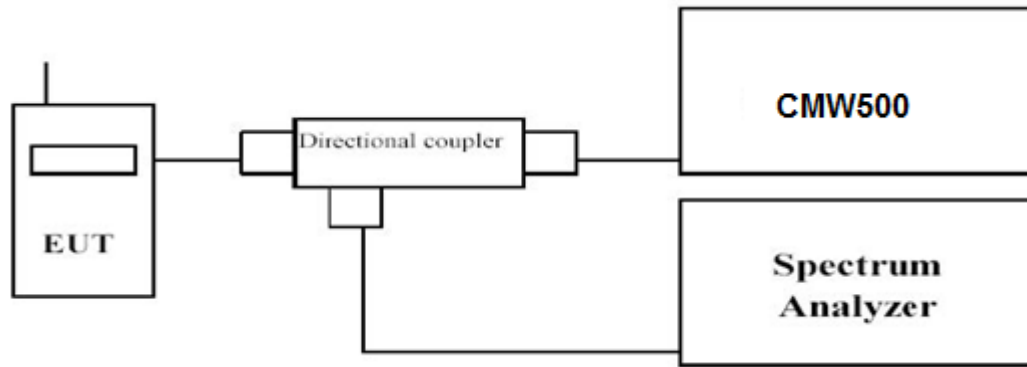 EUT
Directional coupler
CMW500
Spectrum
Analyzer